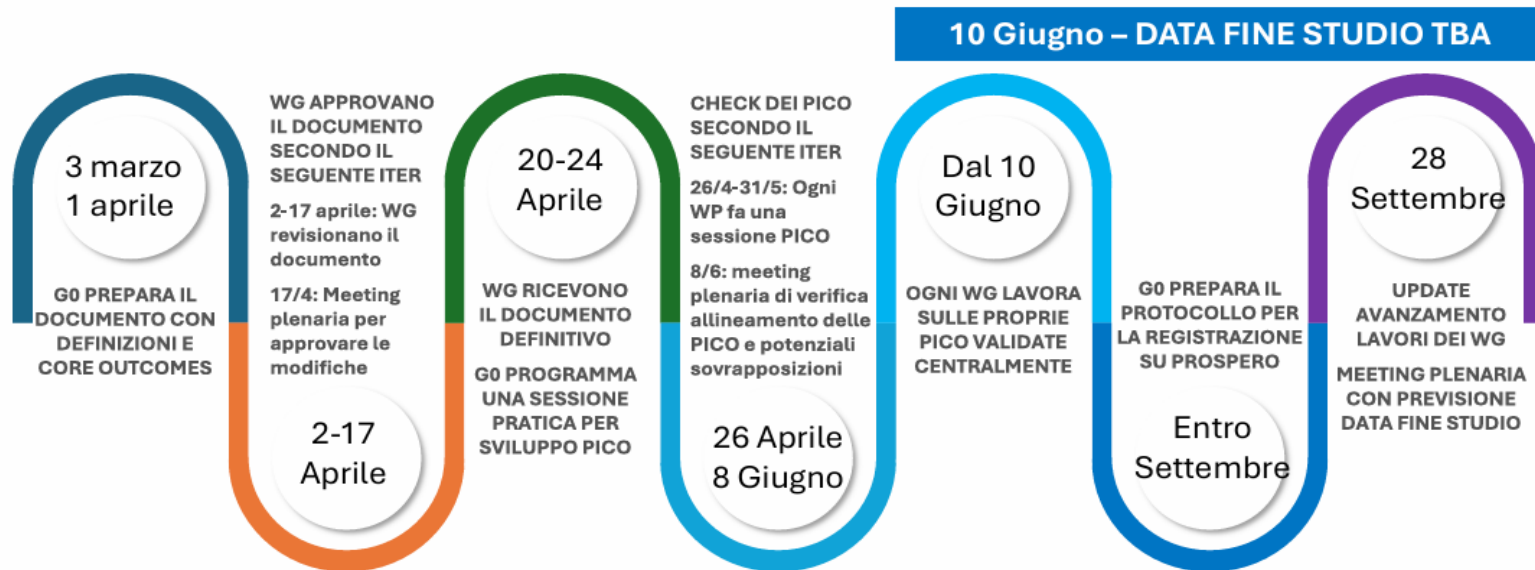 10 Giugno – DATA FINE STUDIO TBA
3 marzo
1 aprile
G0 PREPARA IL
DOCUMENTO CON
DEFINIZIONI E
CORE OUTCOMES
WG APPROVANO
IL DOCUMENTO
SECONDO IL
SEGUENTE ITER
2-17 aprile: WG
revisionano il
documento
17/4: Meeting
plenaria per
approvare le
modifiche
2-17
Aprile
20-24
Aprile
WG RICEVONO
IL DOCUMENTO
DEFINITIVO
G0 PROGRAMMA
UNA SESSIONE
PRATICA PER
SVILUPPO PICO
CHECK DEI PICO
SECONDO IL
SEGUENTE ITER
26/4-31/5: Ogni
WP fa una
sessione PICO
8/6: meeting
plenaria di verifica
allineamento delle
PICO e potenziali
sovrapposizioni
26 Aprile
8 Giugno
Dal 10
Giugno
OGNI WG LAVORA
SULLE PROPRIE
PICO VALIDATE
CENTRALMENTE
G0 PREPARA IL
PROTOCOLLO PER
LA REGISTRAZIONE
SU PROSPERO
Entro
Settembre
28
Settembre
UPDATE
AVANZAMENTO
LAVORI DEI WG
MEETING PLENARIA
CON PREVISIONE
DATA FINE STUDIO